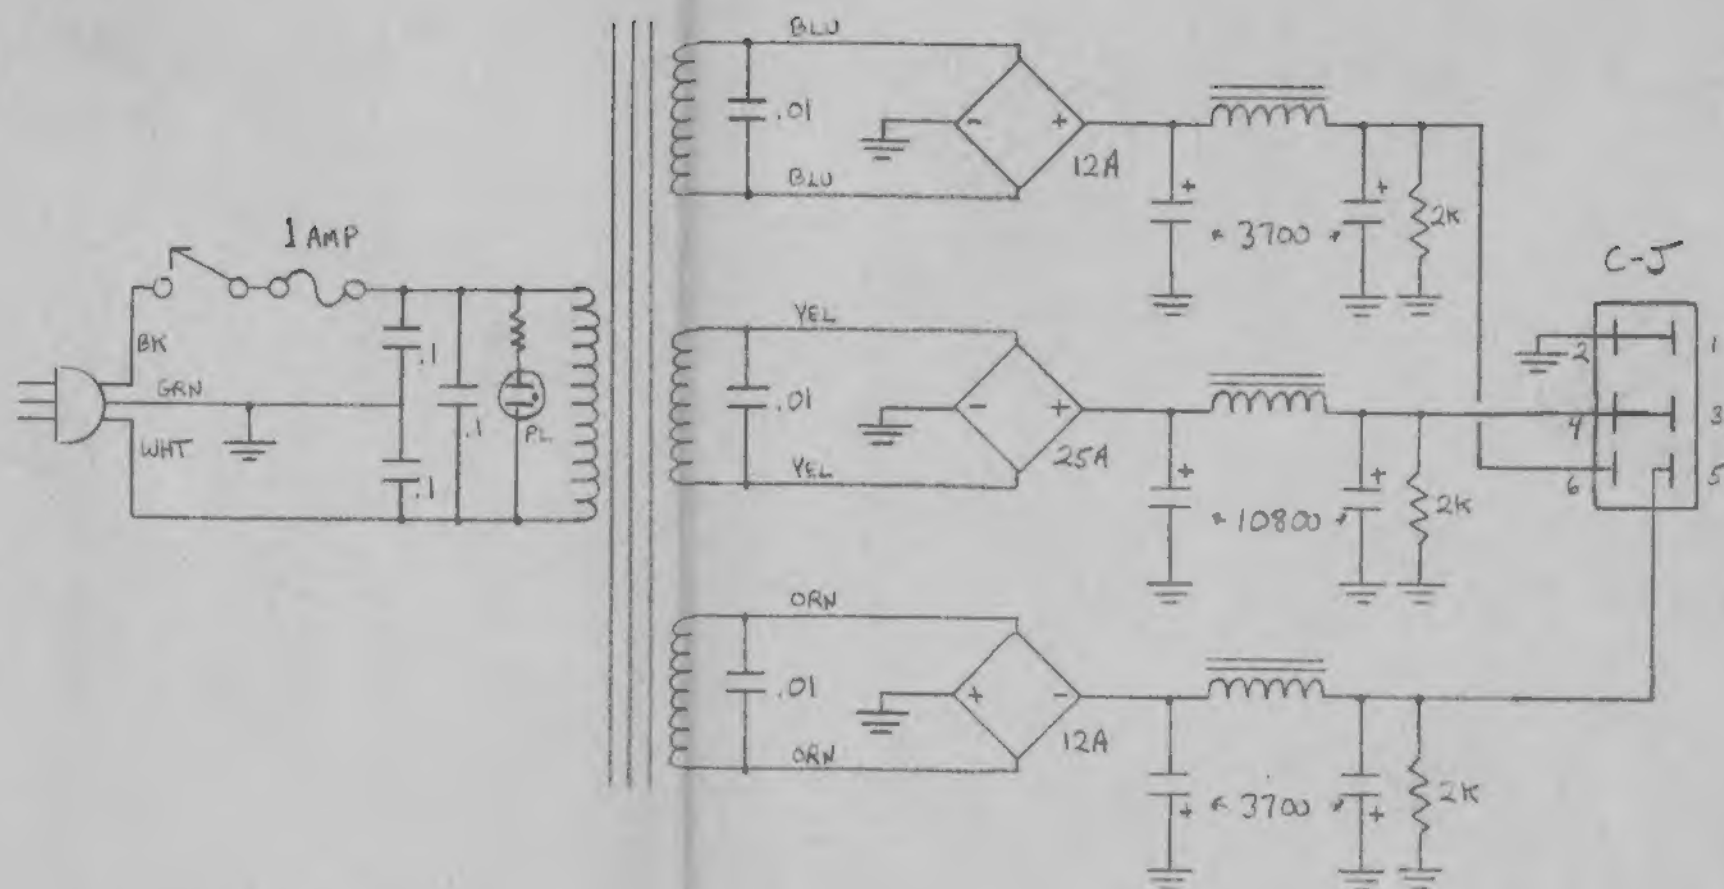 BLU
.01
-
+
12A
BLU
+
+
3700
2K
1 AMP
C-J
BK
.1
GRN
.1
PL
WHT
.1
YEL
.01
-
+
25A
YEL
+
+
10800
2K
2
1
4
3
6
5
ORN
.01
+
-
12A
ORN
3700
+
+
2K